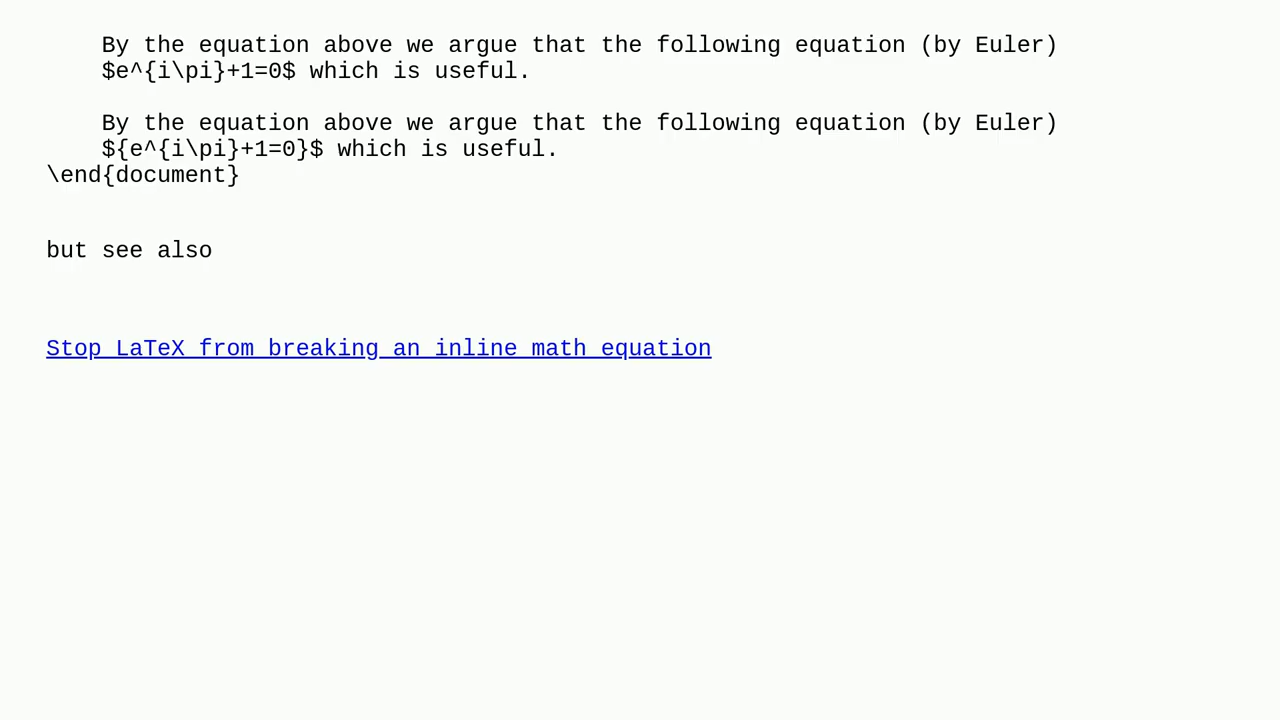 By the equation above we argue that the following equation (by Euler)
$e^{i\pi}+1=0$ which is useful.
By the equation above we argue that the following equation (by Euler)
${e^{i\pi}+1=0}$ which is useful.
\end{document}
but see also
Stop LaTeX from breaking an inline math equation